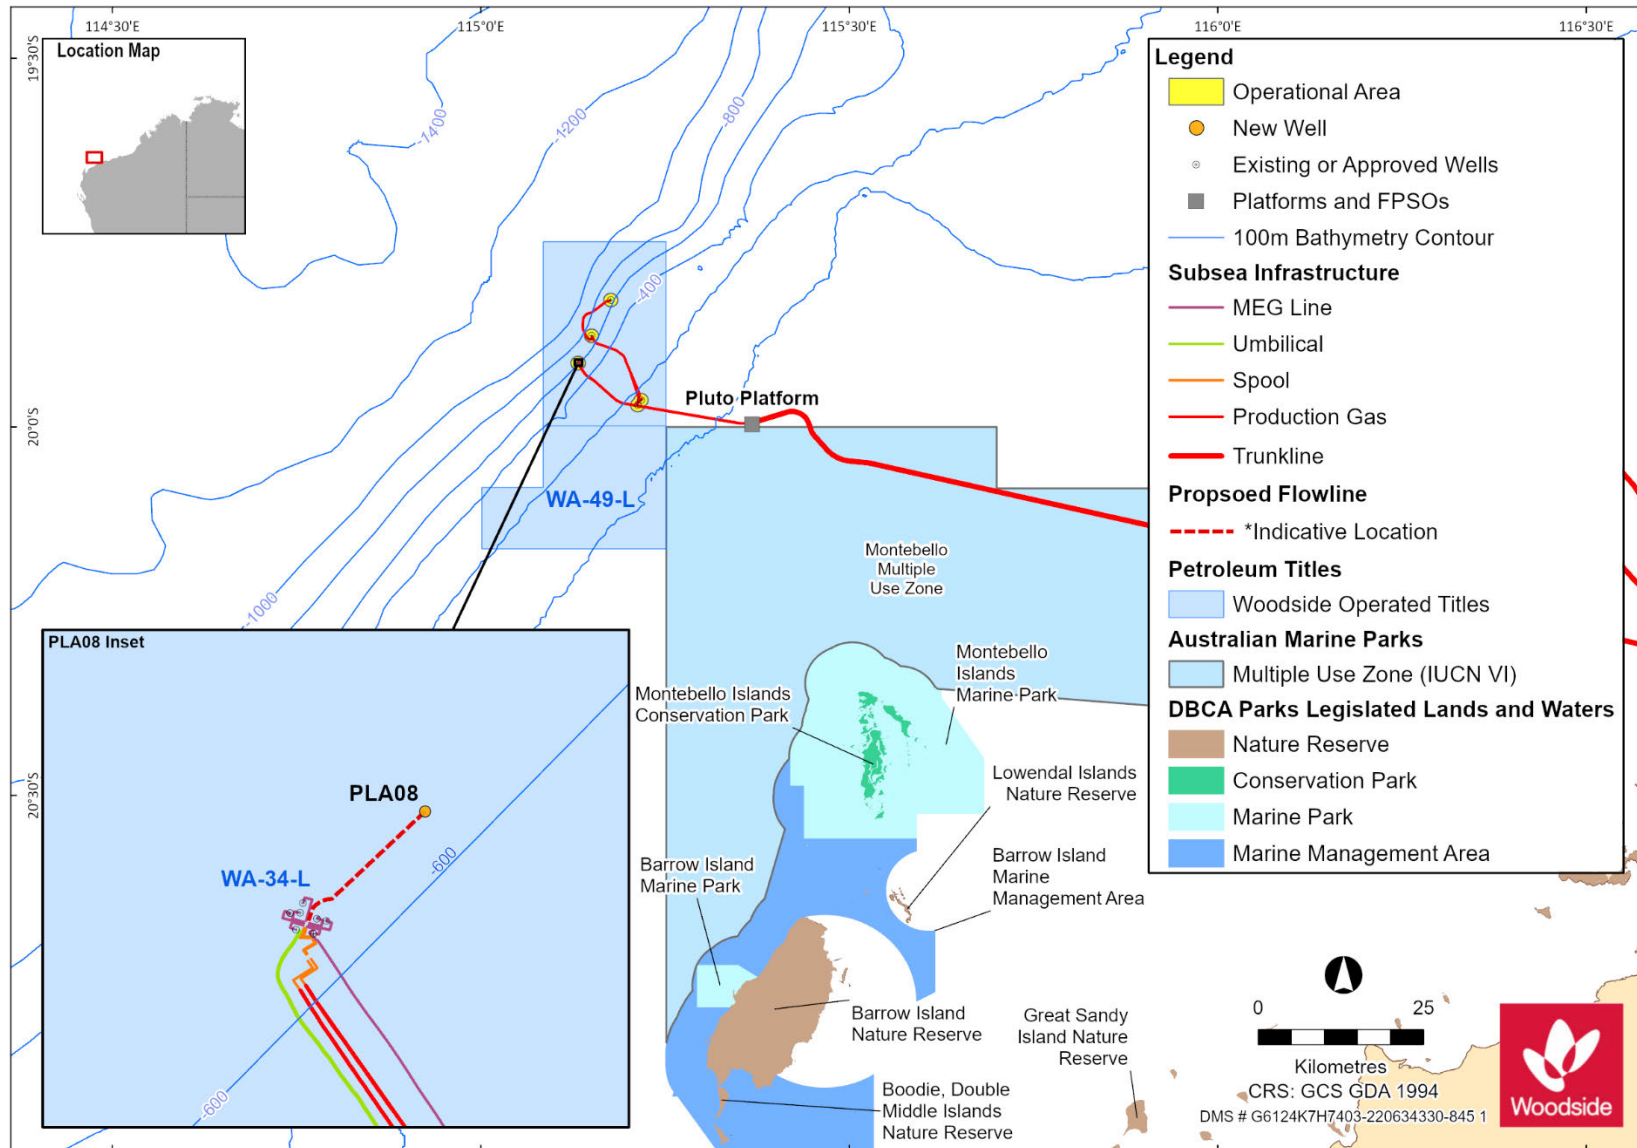 114°30'E
115°0'E
115°30'E
116°0'E
116°30'E
19°30'S
20°0'S
20°30'S
Location Map
-1400
-1200
-800
-400
-1000
Pluto Platform
WA-49-L
Montebello
Multiple
Use Zone
Montebello
Islands
Marine Park
Montebello Islands
Conservation Park
Lowendal Islands
Nature Reserve
Barrow Island
Marine
Management Area
Barrow Island
Marine Park
Barrow Island
Nature Reserve
Great Sandy
Island Nature
Reserve
Boodie, Double
Middle Islands
Nature Reserve
PLA08 Inset
PLA08
WA-34-L
-600
-600
Legend
Operational Area
New Well
Existing or Approved Wells
Platforms and FPSOs
100m Bathymetry Contour
Subsea Infrastructure
MEG Line
Umbilical
Spool
Production Gas
Trunkline
Propsoed Flowline
*Indicative Location
Petroleum Titles
Woodside Operated Titles
Australian Marine Parks
Multiple Use Zone (IUCN VI)
DBCA Parks Legislated Lands and Waters
Nature Reserve
Conservation Park
Marine Park
Marine Management Area
0 25
Kilometres
CRS: GCS GDA 1994
DMS # G6124K7H7403-220634330-845 1
Woodside